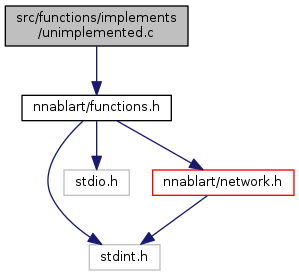 src/functions/implements
/unimplemented.c
nnablart/functions.h
stdio.h
nnablart/network.h
stdint.h